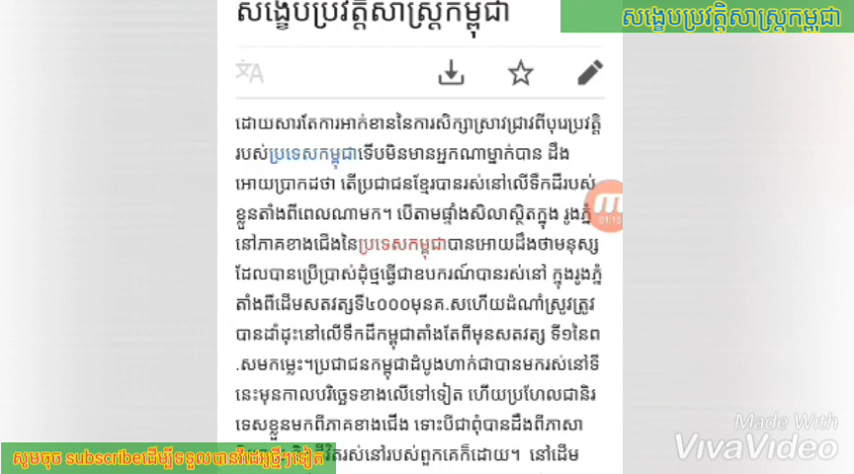 សង្ខេបប្រវត្តិសាស្ត្រកម្ពុជា
សង្ខេបប្រវត្តិសាស្ត្រកម្ពុជា
ដោយសារតែការអាក់ខាននៃការសិក្សាស្រាវជ្រាវពីបុរេប្រវត្តិ
របស់ប្រទេសកម្ពុជាទើបមិនមានអ្នកណាម្នាក់បាន ដឹង
អោយប្រាកដថា តើប្រជាជនខ្មែរបានរស់នៅលើទឹកដីរបស់
ខ្លួនតាំងពីពេលណាមក។ បើតាមផ្ទាំងសិលាស្ថិតក្នុង រូងភ្នំ
01:15
នៅភាគខាងជើងនៃប្រទេសកម្ពុជាបានអោយដឹងថាមនុស្ស
ដែលបានប្រើប្រាស់ដុំថ្មធ្វើជាឧបករណ៍បានរស់នៅ ក្នុងរូងភ្នំ
តាំងពីដើមសតវត្សទី៤០០០មុនគ.សហើយដំណាំស្រូវត្រូវ
បានដាំដុះនៅលើទឹកដីកម្ពុជាតាំងតែពីមុនសតវត្ស ទី១នៃព
.សមកម្លេះ។ប្រជាជនកម្ពុជាដំបូងហាក់ជាបានមករស់នៅទី
នេះមុនកាលបរិច្ឆេទខាងលើទៅទៀត ហើយប្រហែលជានិរ
ទេសខ្លួនមកពីភាគខាងជើង ទោះបីជាពុំបានដឹងពីភាសា
ជីវិតរស់នៅរបស់ពួកគេក៏ដោយ។ នៅដើម
សូមចុច subscribeដើម្បីទទួលបានវីដេអូថ្មីៗទៀត
Made With
VivaVideo